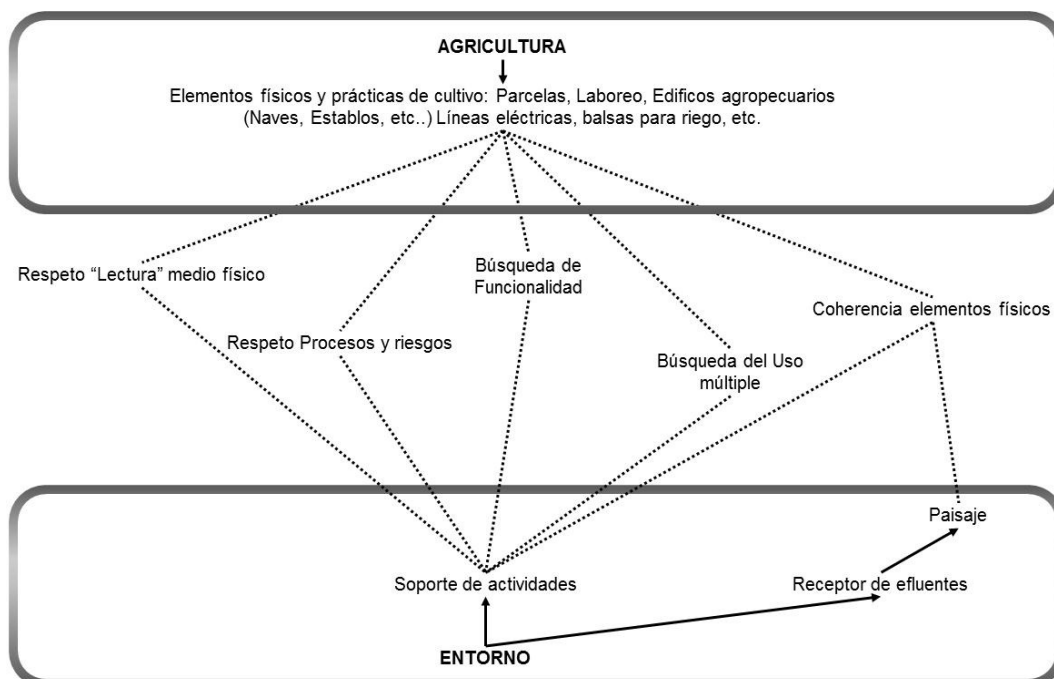 AGRICULTURA
Elementos físicos y prácticas de cultivo: Parcelas, Laboreo, Edificos agropecuarios
(Naves, Establos, etc..) Líneas eléctricas, balsas para riego, etc.
Respeto “Lectura” medio físico
Búsqueda de
Funcionalidad
Coherencia elementos físicos
Respeto Procesos y riesgos
Búsqueda del Uso
múltiple
Paisaje
Soporte de actividades
Receptor de efluentes
ENTORNO